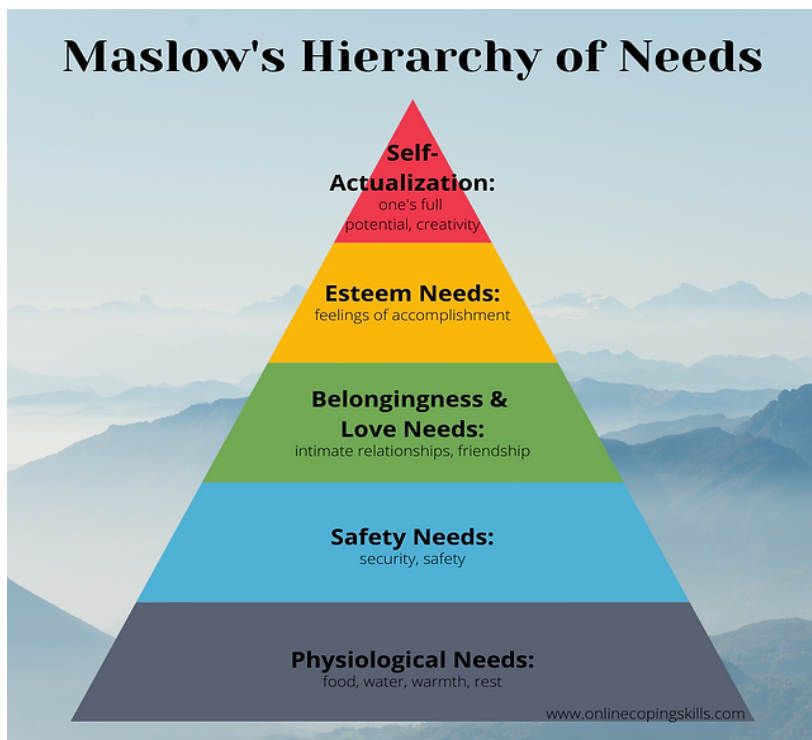 Maslow's Hierarchy of Needs
Self-
Actualization:
one's full
potential, creativity
Esteem Needs:
feelings of accomplishment
Belongingness &
Love Needs:
intimate relationships, friendship
Safety Needs:
security, safety
Physiological Needs:
food, water, warmth, rest
www.onlinecopingskills.com